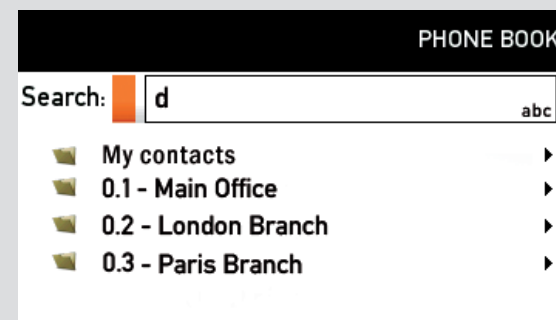 PHONE BOOK
Search: d abc
My contacts
0.1 - Main Office
0.2 - London Branch
0.3 - Paris Branch